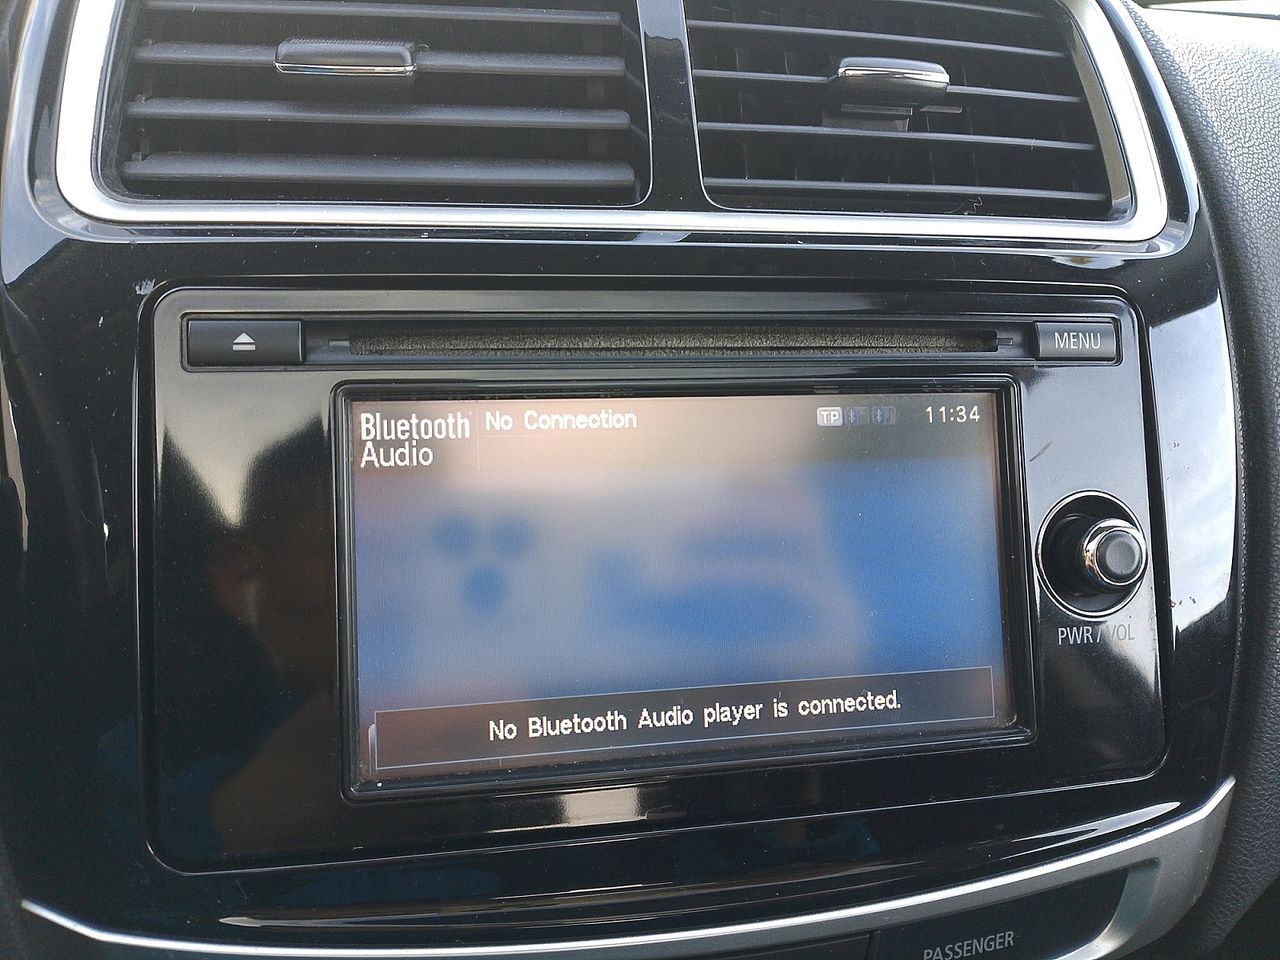 MENU
Bluetooth
Audio
No Connection
TP
11:34
PWR / VOL
No Bluetooth Audio player is connected.
PASSENGER